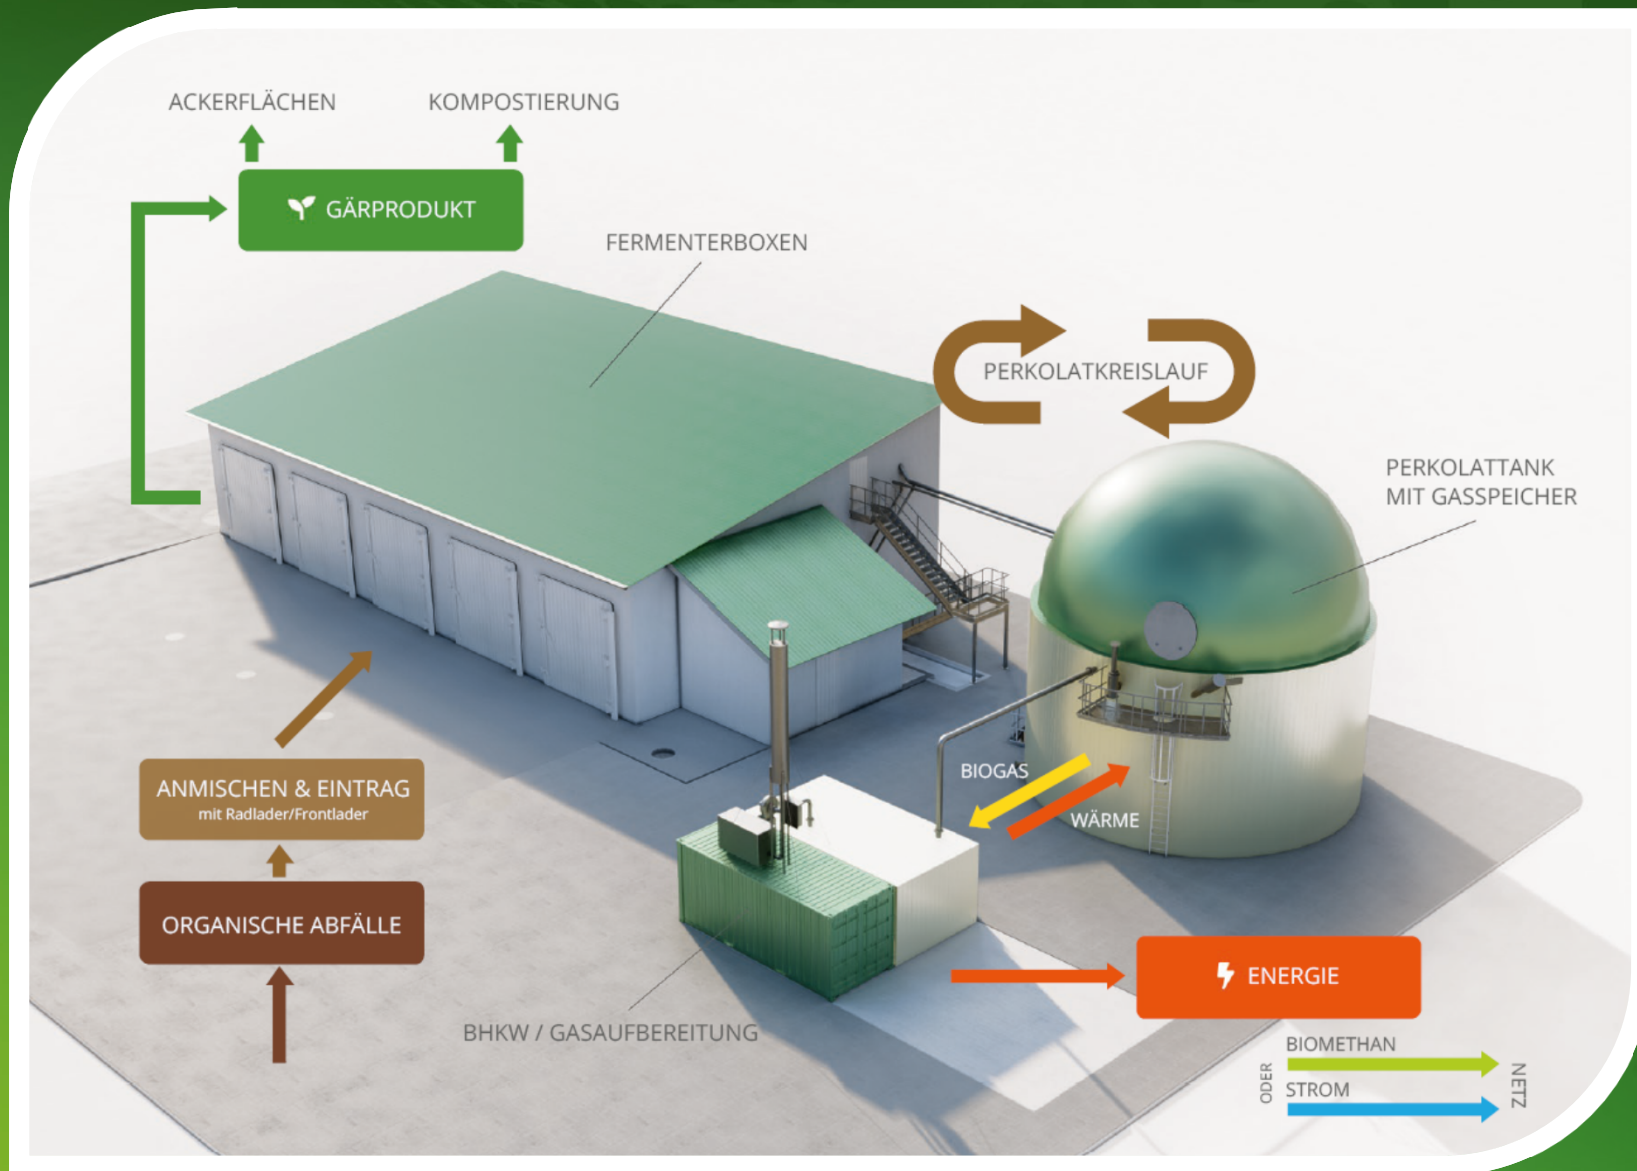 ACKERFLÄCHEN
KOMPOSTIERUNG
GÄRPRODUKT
FERMENTERBOXEN
PERKOLATKREISLAUF
PERKOLATTANK
MIT GASSPEICHER
BIOGAS
WÄRME
ANMISCHEN & EINTRAG
mit Radlader/Frontlader
ORGANISCHE ABFÄLLE
BHKW / GASAUFBEREITUNG
ENERGIE
ODER
BIOMETHAN
STROM
NETZ